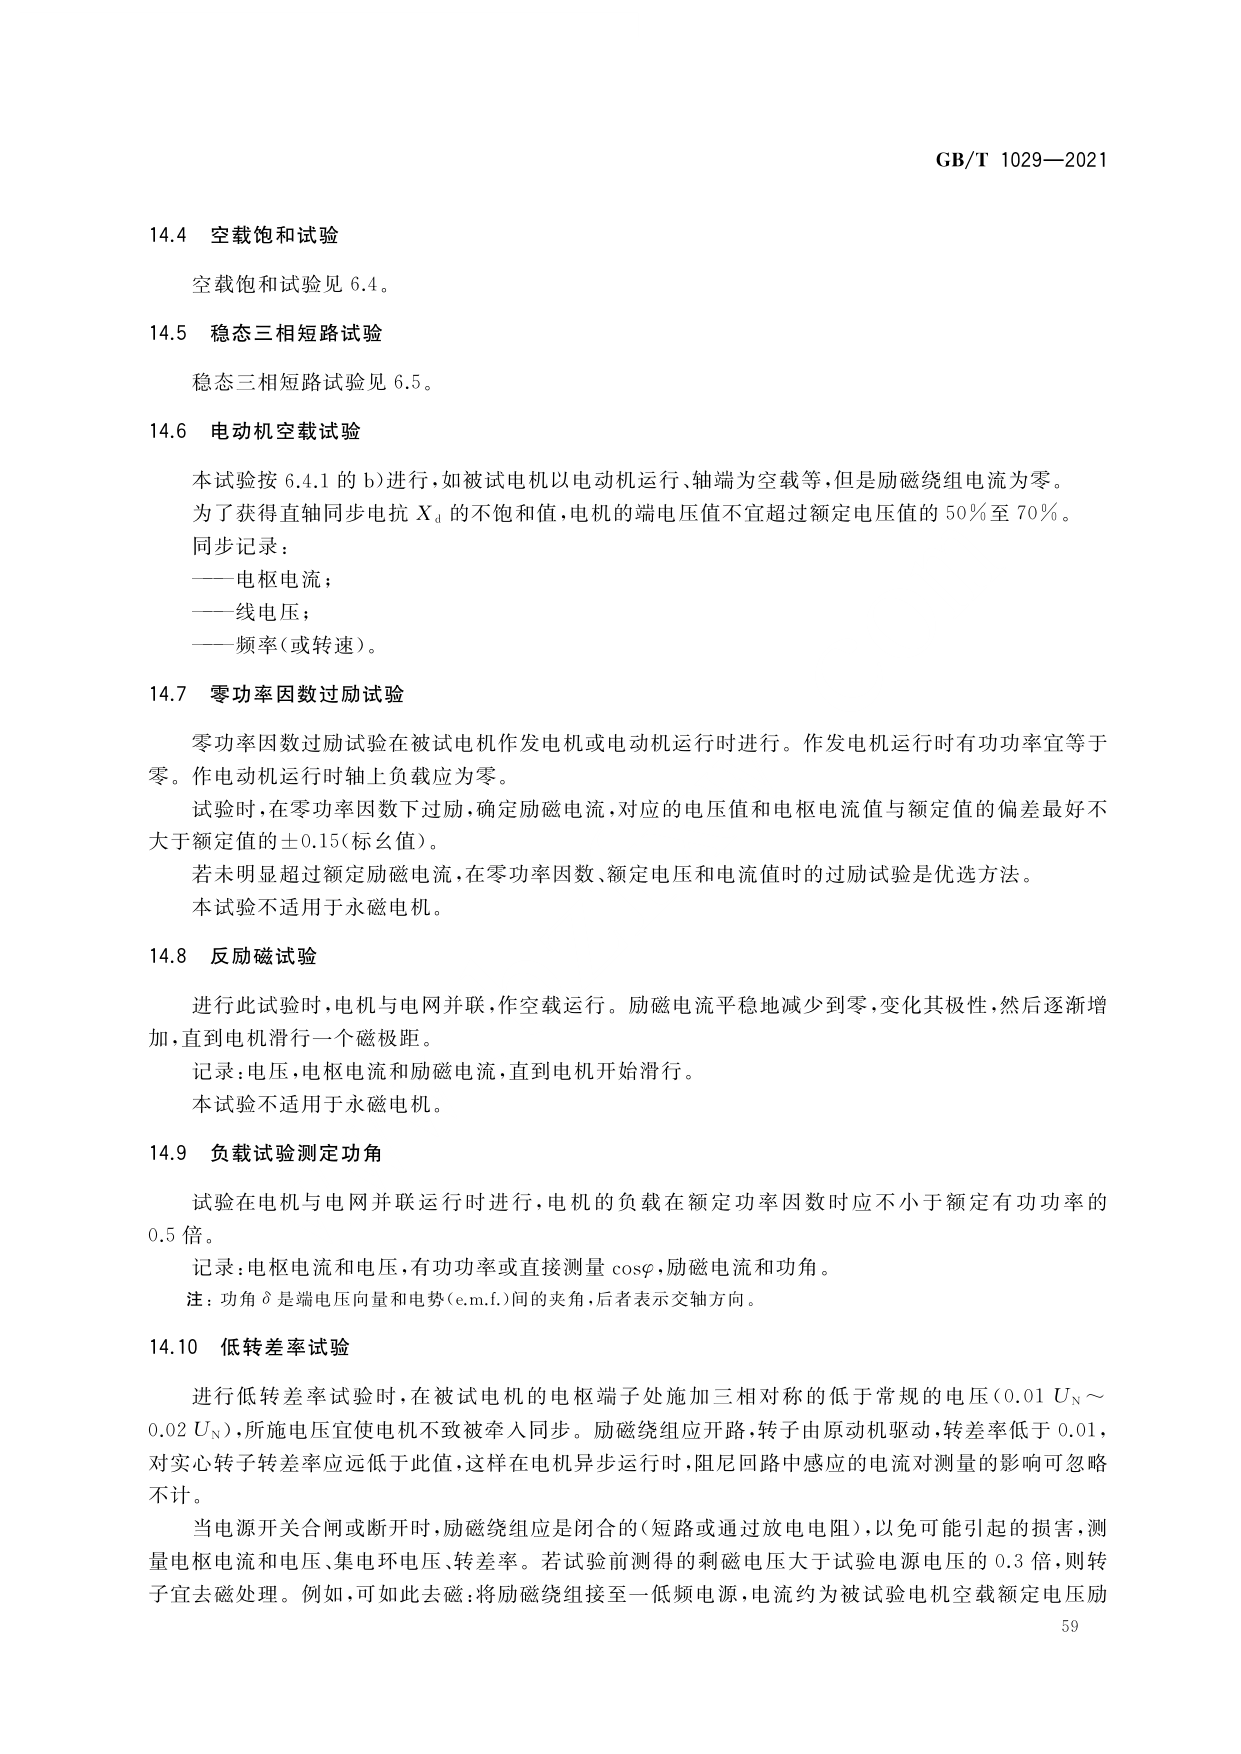 GB/T 1029—2021
14.4 空载饱和试验
空载饱和试验见 6.4。
14.5 稳态三相短路试验
稳态三相短路试验见 6.5。
14.6 电动机空载试验
本试验按 6.4.1 的 b)进行,如被试电机以电动机运行、轴端为空载等,但是励磁绕组电流为零。
为了获得直轴同步电抗 Xd 的不饱和值,电机的端电压值不宜超过额定电压值的 50%至 70%。
同步记录:
——电枢电流;
——线电压;
——频率(或转速)。
14.7 零功率因数过励试验
零功率因数过励试验在被试电机作发电机或电动机运行时进行。作发电机运行时有功功率宜等于
零。作电动机运行时轴上负载应为零。
试验时,在零功率因数下过励,确定励磁电流,对应的电压值和电枢电流值与额定值的偏差最好不
大于额定值的±0.15(标幺值)。
若未明显超过额定励磁电流,在零功率因数、额定电压和电流值时的过励试验是优选方法。
本试验不适用于永磁电机。
14.8 反励磁试验
进行此试验时,电机与电网并联,作空载运行。励磁电流平稳地减少到零,变化其极性,然后逐渐增
加,直到电机滑行一个磁极距。
记录:电压,电枢电流和励磁电流,直到电机开始滑行。
本试验不适用于永磁电机。
14.9 负载试验测定功角
试验在电机与电网并联运行时进行,电机的负载在额定功率因数时应不小于额定有功功率的
0.5 倍。
记录:电枢电流和电压,有功功率或直接测量 cosφ,励磁电流和功角。
注: 功角 δ 是端电压向量和电势(e.m.f.)间的夹角,后者表示交轴方向。
14.10 低转差率试验
进行低转差率试验时,在被试电机的电枢端子处施加三相对称的低于常规的电压(0.01 UN～
0.02 UN),所施电压宜使电机不致被牵入同步。励磁绕组应开路,转子由原动机驱动,转差率低于 0.01,
对实心转子转差率应远低于此值,这样在电机异步运行时,阻尼回路中感应的电流对测量的影响可忽略
不计。
当电源开关合闸或断开时,励磁绕组应是闭合的(短路或通过放电电阻),以免可能引起的损害,测
量电枢电流和电压、集电环电压、转差率。若试验前测得的剩磁电压大于试验电源电压的 0.3 倍,则转
子宜去磁处理。例如,可如此去磁:将励磁绕组接至一低频电源,电流约为被试验电机空载额定电压励
59